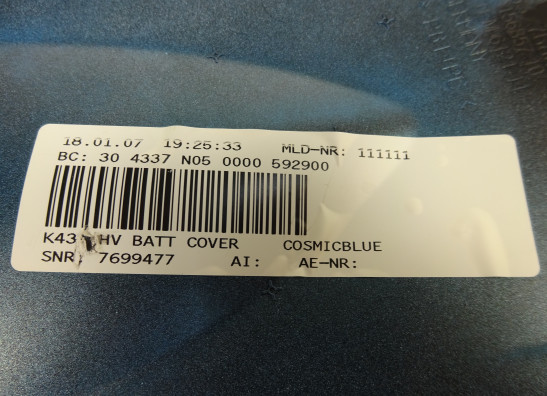 18.01.07 19:25:33 MLD-NR: 111111
BC: 30 4337 N05 0000 592900
K43 HV BATT COVER COSMICBLUE
SNR: 7699477 AI: AE-NR: